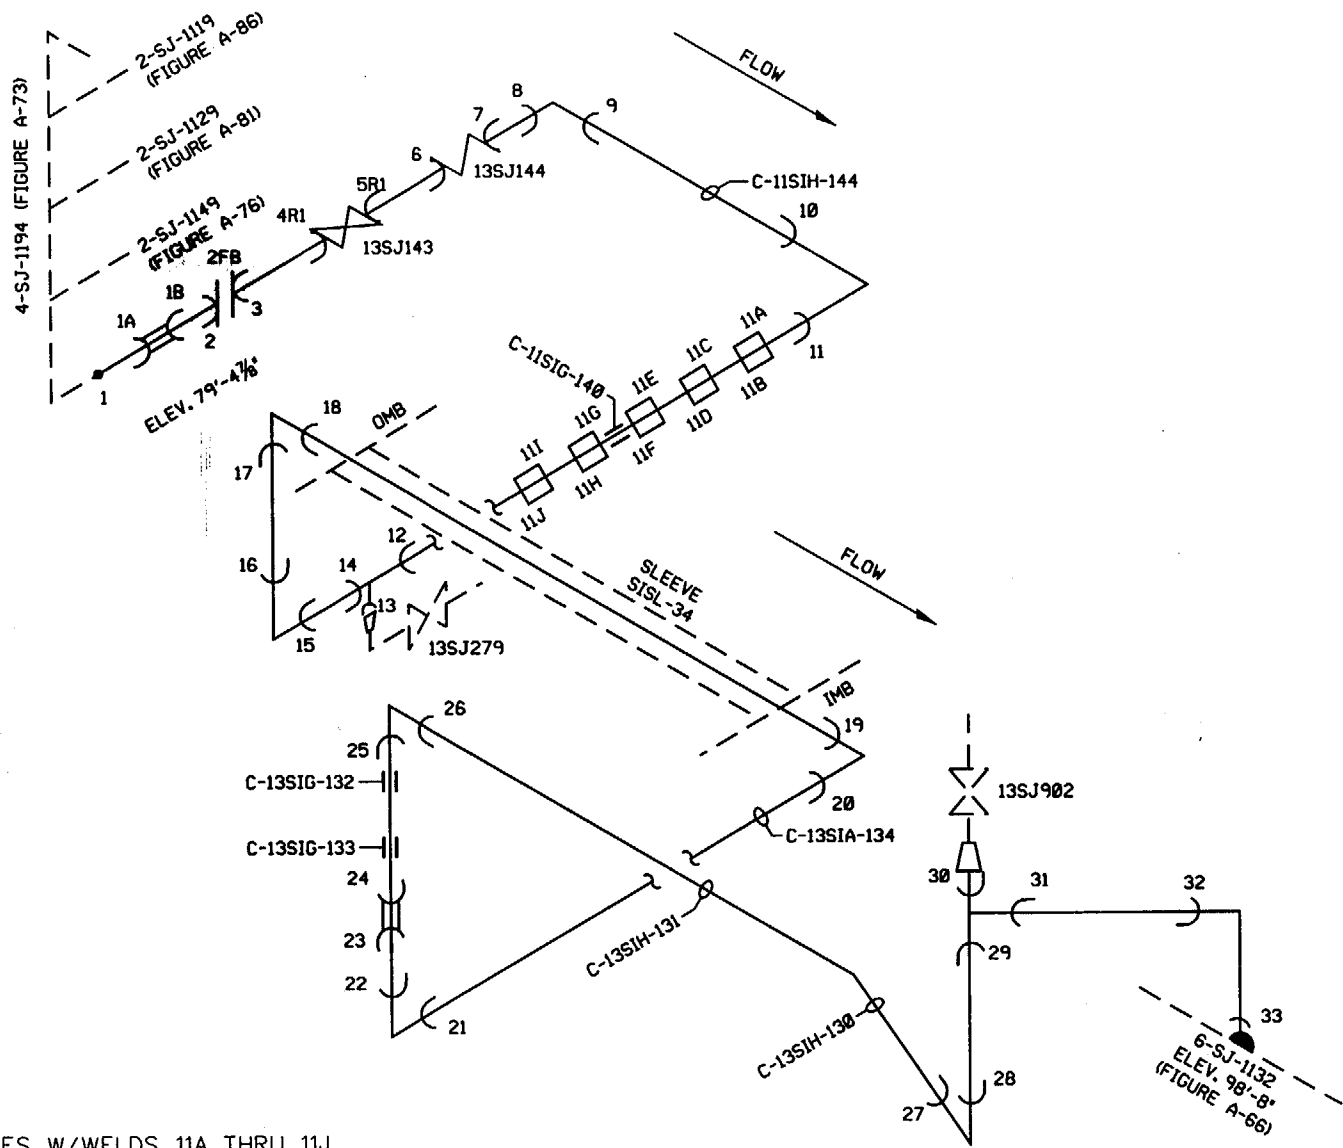 4-SJ-1194 (FIGURE A-73)
2-SJ-1119
(FIGURE A-86)
2-SJ-1129
(FIGURE A-81)
2-SJ-1149
(FIGURE A-76)
FLOW
1
1A
1B
2
2FB
3
4R1
13SJ143
5R1
6
13SJ144
7
8
9
C-11SIH-144
10
11
11A
11B
11C
11D
11E
11F
C-11SIG-140
11G
11H
11I
11J
ELEV. 79'-4⅞"
12
13
13SJ279
14
15
16
17
18
OMB
SLEEVE
SISL-34
FLOW
IMB
19
20
C-13SIA-134
21
22
23
24
C-13SIG-133
C-13SIG-132
25
26
C-13SIH-131
C-13SIH-130
27
28
29
30
13SJ902
31
32
33
6-SJ-1132
ELEV. 98'-8"
(FIGURE A-66)
ES W/WELDS 11A THRU 11J